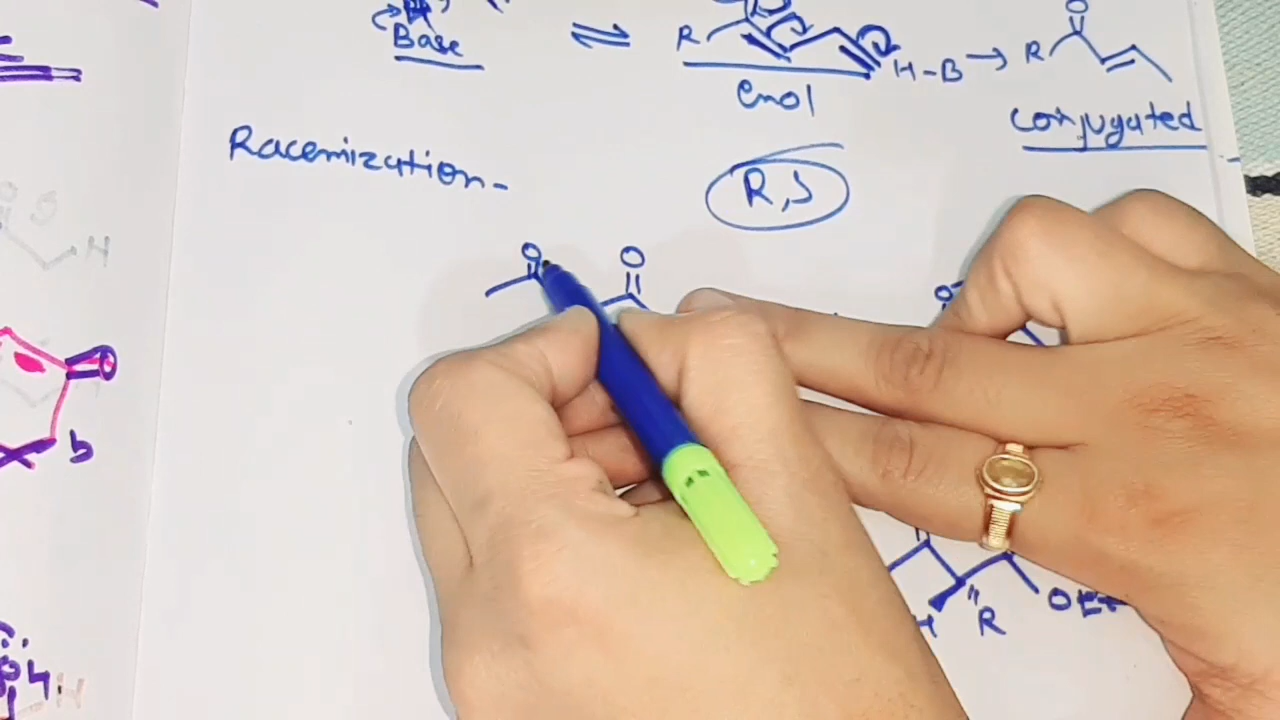 Base ⇌ R H-B → R O
enol
conjugated
Racemization-
R,S
O O
O
b
H
H " R OEt